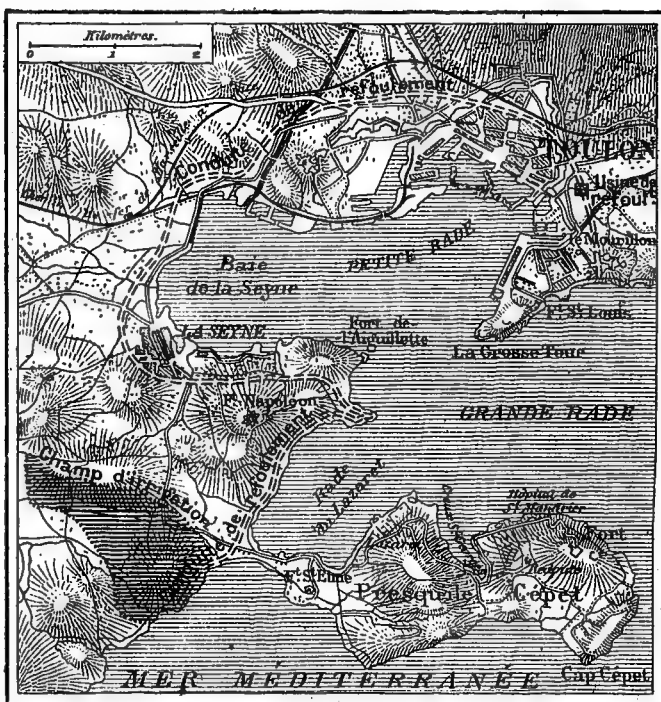 Kilomètres.
0 1 2
Conduite de refoulement
TOULON
Usine de
refoul.t
le Mourillon
Baie
de la Seyne
PETITE RADE
LA SEYNE
Fort de
l'Aiguillette
Ft. St. Louis
La Grosse Tour
Ft. Napoléon
GRANDE RADE
refoulement
Champ d'irrigation
Rade
du Lazaret
Hôpital de
St. Mandrier
Fort
Ft. St. Elme
Presqu'île Cépet
Cap Cépet
MER MÉDITERRANÉE